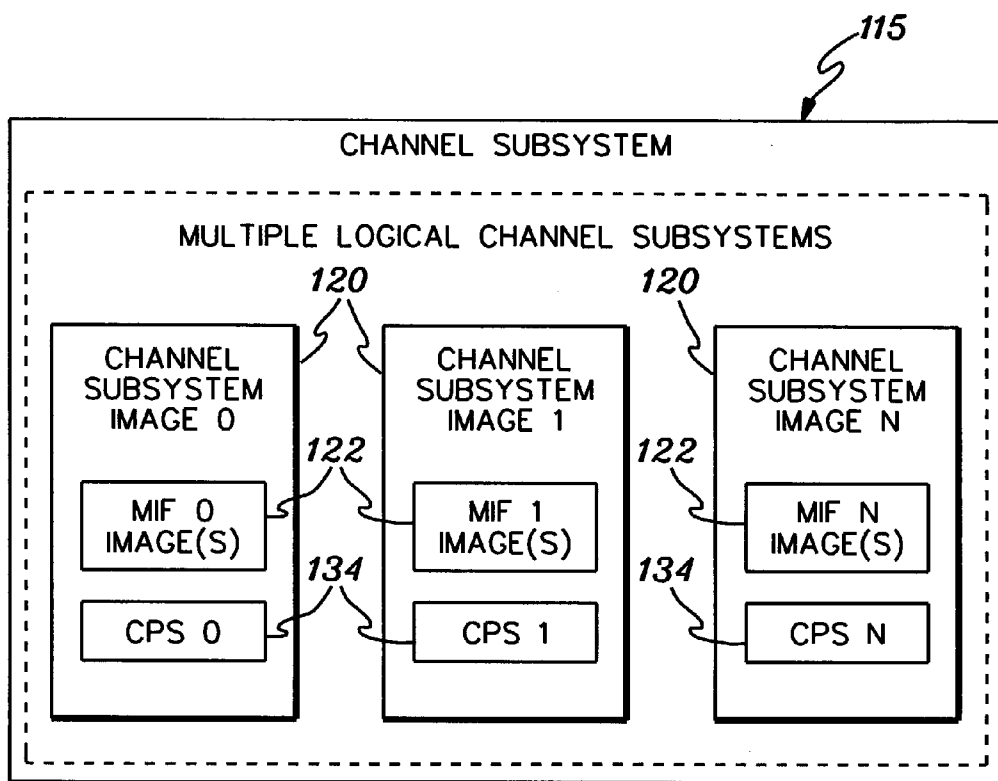 115
CHANNEL SUBSYSTEM
MULTIPLE LOGICAL CHANNEL SUBSYSTEMS
120
120
CHANNEL
SUBSYSTEM
IMAGE 0
CHANNEL
SUBSYSTEM
IMAGE 1
CHANNEL
SUBSYSTEM
IMAGE N
122
122
MIF 0
IMAGE(S)
MIF 1
IMAGE(S)
MIF N
IMAGE(S)
134
134
CPS 0
CPS 1
CPS N